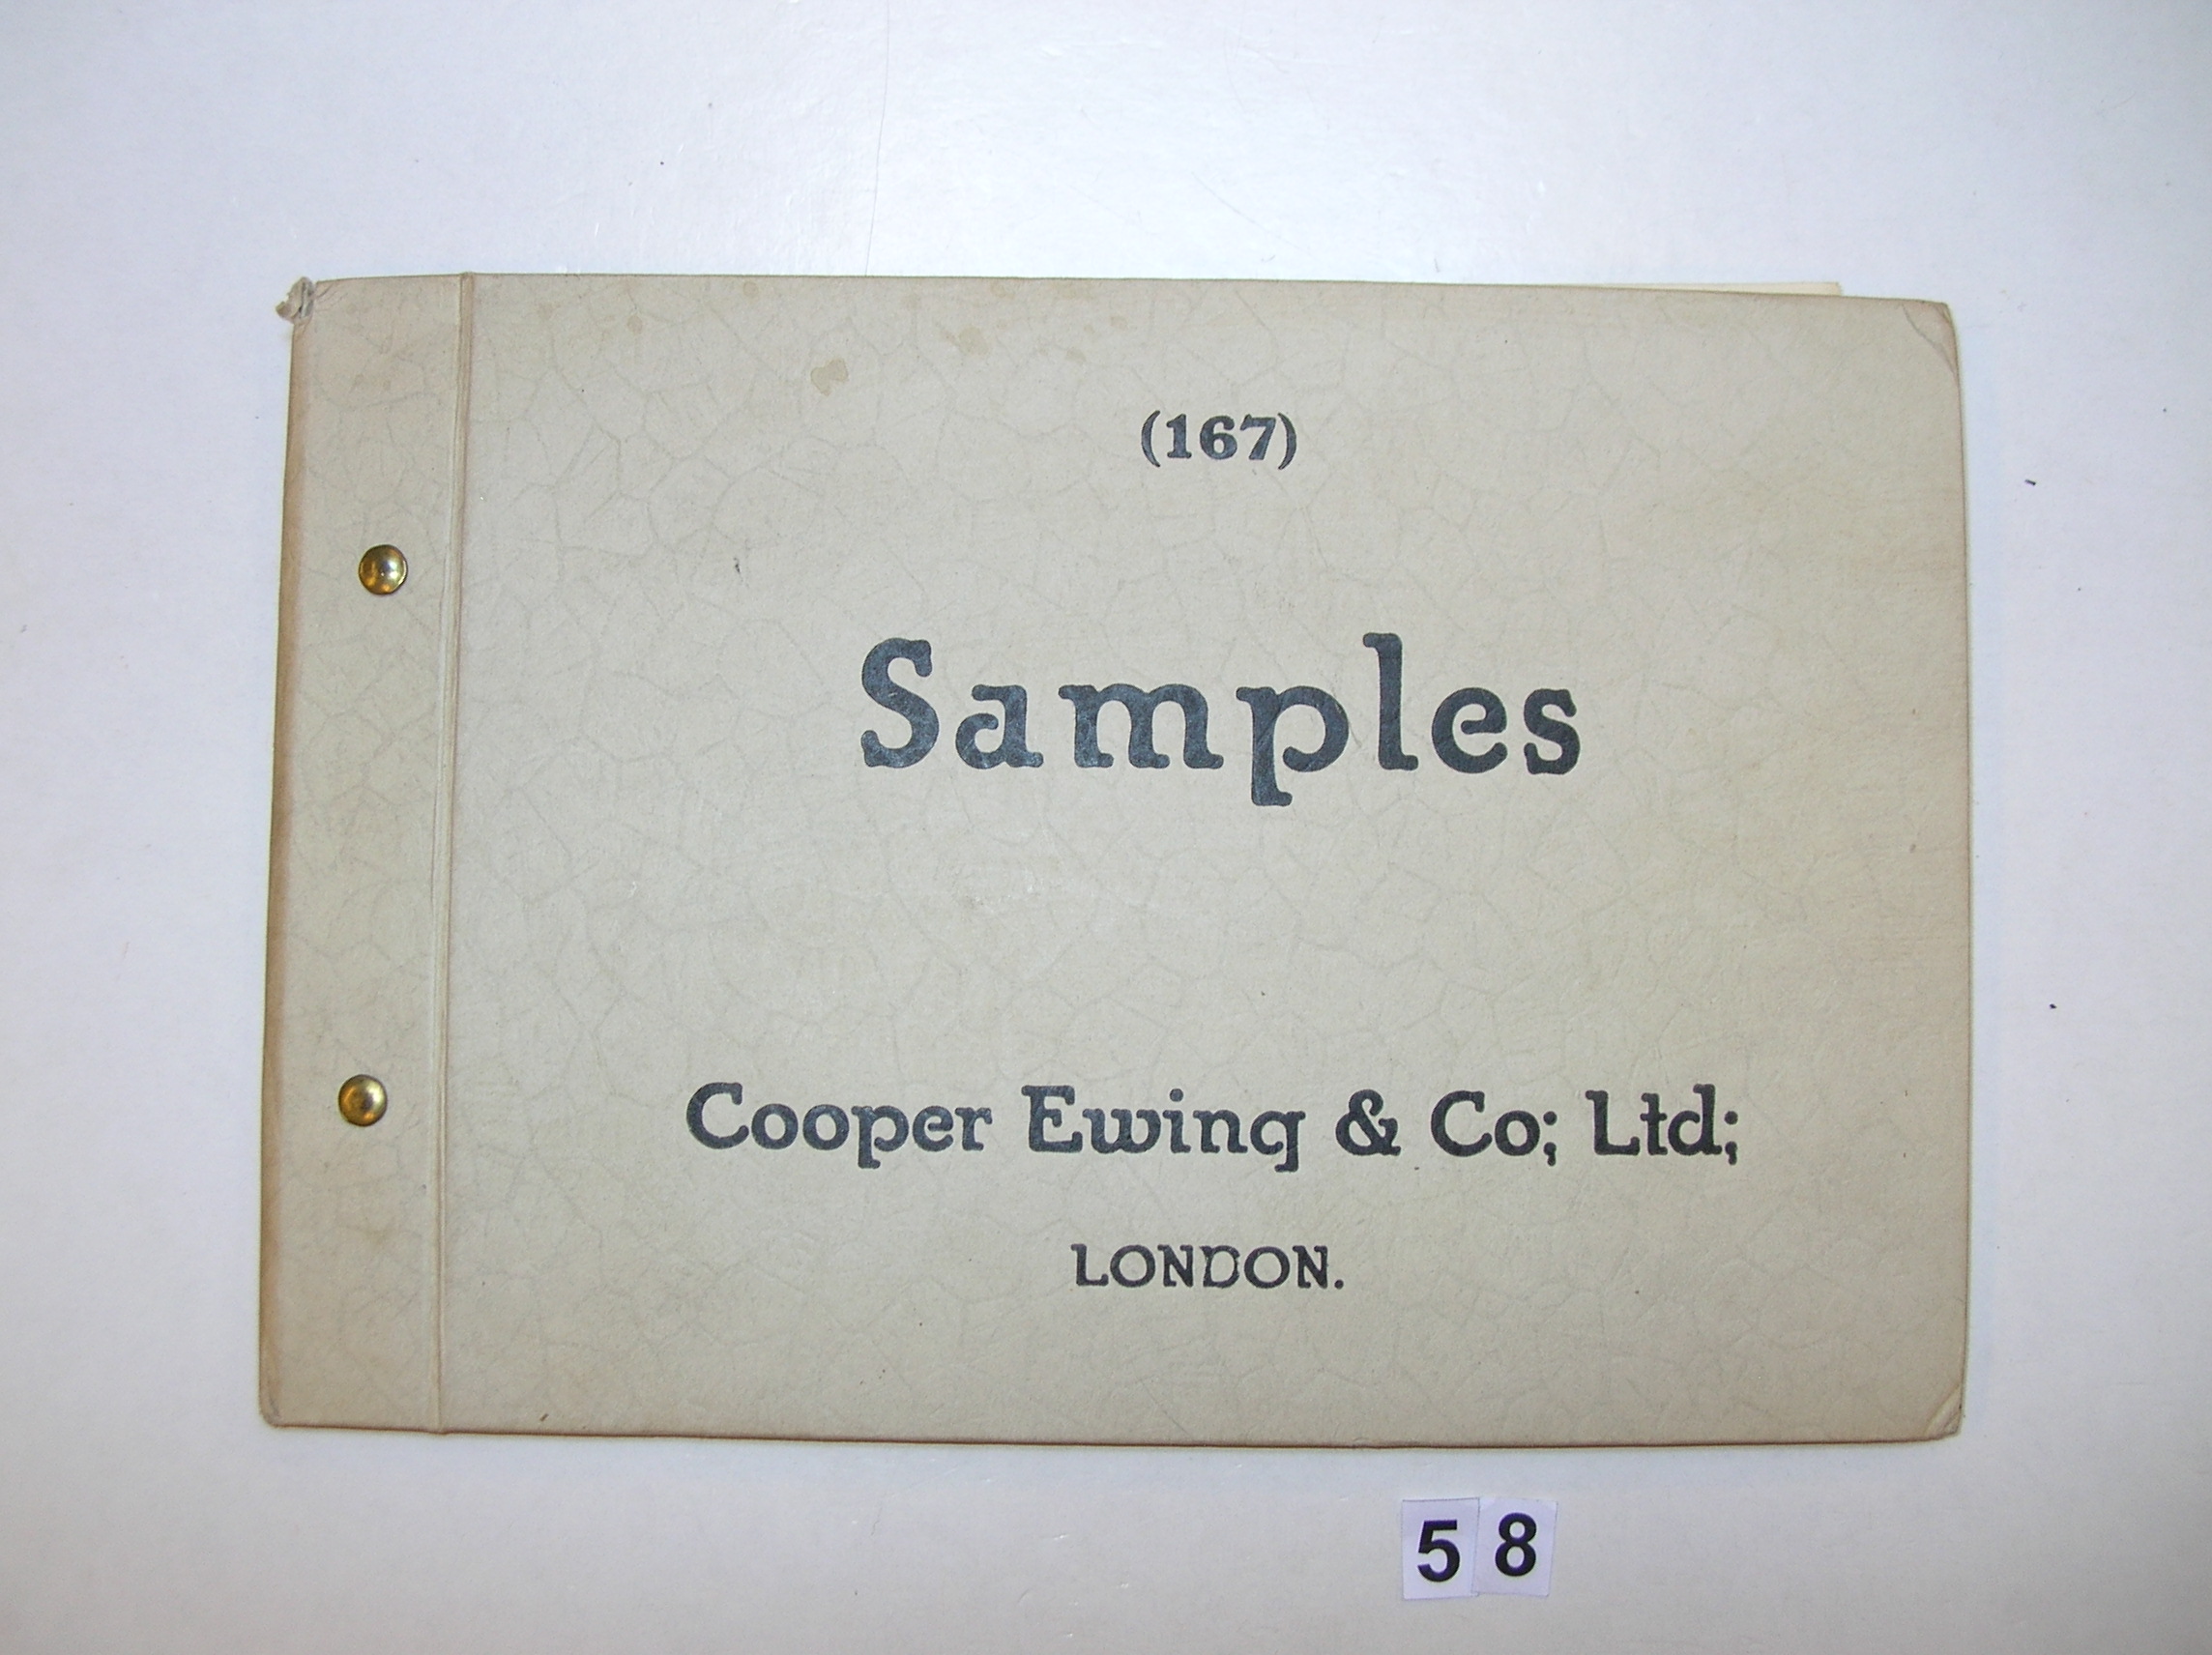 (167)
Samples
Cooper Ewing & Co; Ltd;
LONDON.
58